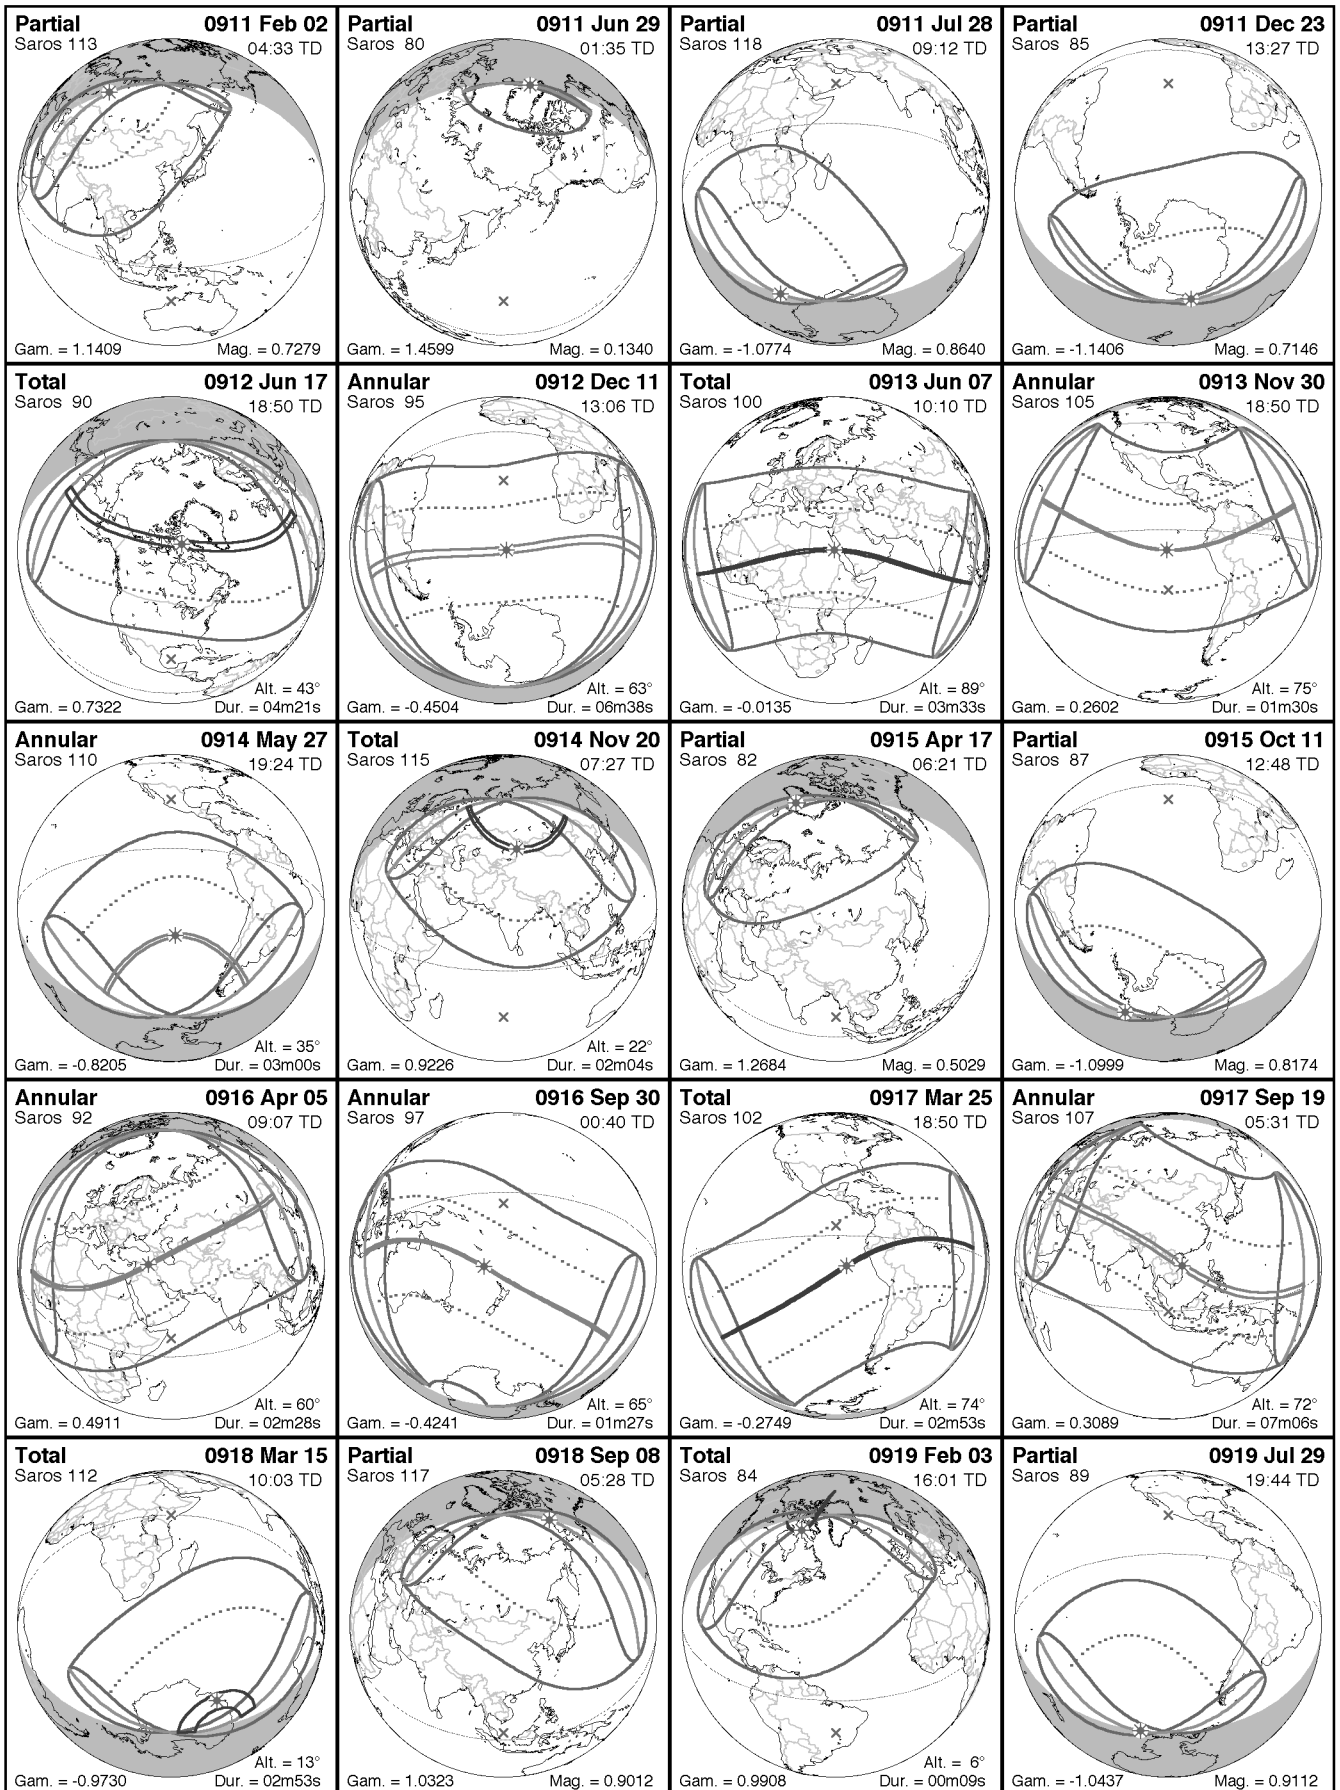 Partial 0911 Feb 02
Saros 113 04:33 TD
Gam. = 1.1409 Mag. = 0.7279
Partial 0911 Jun 29
Saros 80 01:35 TD
Gam. = 1.4599 Mag. = 0.1340
Partial 0911 Jul 28
Saros 118 09:12 TD
Gam. = -1.0774 Mag. = 0.8640
Partial 0911 Dec 23
Saros 85 13:27 TD
Gam. = -1.1406 Mag. = 0.7146
Total 0912 Jun 17
Saros 90 18:50 TD
Alt. = 43°
Gam. = 0.7322 Dur. = 04m21s
Annular 0912 Dec 11
Saros 95 13:06 TD
Alt. = 63°
Gam. = -0.4504 Dur. = 06m38s
Total 0913 Jun 07
Saros 100 10:10 TD
Alt. = 89°
Gam. = -0.0135 Dur. = 03m33s
Annular 0913 Nov 30
Saros 105 18:50 TD
Alt. = 75°
Gam. = 0.2602 Dur. = 01m30s
Annular 0914 May 27
Saros 110 19:24 TD
Alt. = 35°
Gam. = -0.8205 Dur. = 03m00s
Total 0914 Nov 20
Saros 115 07:27 TD
Alt. = 22°
Gam. = 0.9226 Dur. = 02m04s
Partial 0915 Apr 17
Saros 82 06:21 TD
Gam. = 1.2684 Mag. = 0.5029
Partial 0915 Oct 11
Saros 87 12:48 TD
Gam. = -1.0999 Mag. = 0.8174
Annular 0916 Apr 05
Saros 92 09:07 TD
Alt. = 60°
Gam. = 0.4911 Dur. = 02m28s
Annular 0916 Sep 30
Saros 97 00:40 TD
Alt. = 65°
Gam. = -0.4241 Dur. = 01m27s
Total 0917 Mar 25
Saros 102 18:50 TD
Alt. = 74°
Gam. = -0.2749 Dur. = 02m53s
Annular 0917 Sep 19
Saros 107 05:31 TD
Alt. = 72°
Gam. = 0.3089 Dur. = 07m06s
Total 0918 Mar 15
Saros 112 10:03 TD
Alt. = 13°
Gam. = -0.9730 Dur. = 02m53s
Partial 0918 Sep 08
Saros 117 05:28 TD
Gam. = 1.0323 Mag. = 0.9012
Total 0919 Feb 03
Saros 84 16:01 TD
Alt. = 6°
Gam. = 0.9908 Dur. = 00m09s
Partial 0919 Jul 29
Saros 89 19:44 TD
Gam. = -1.0437 Mag. = 0.9112